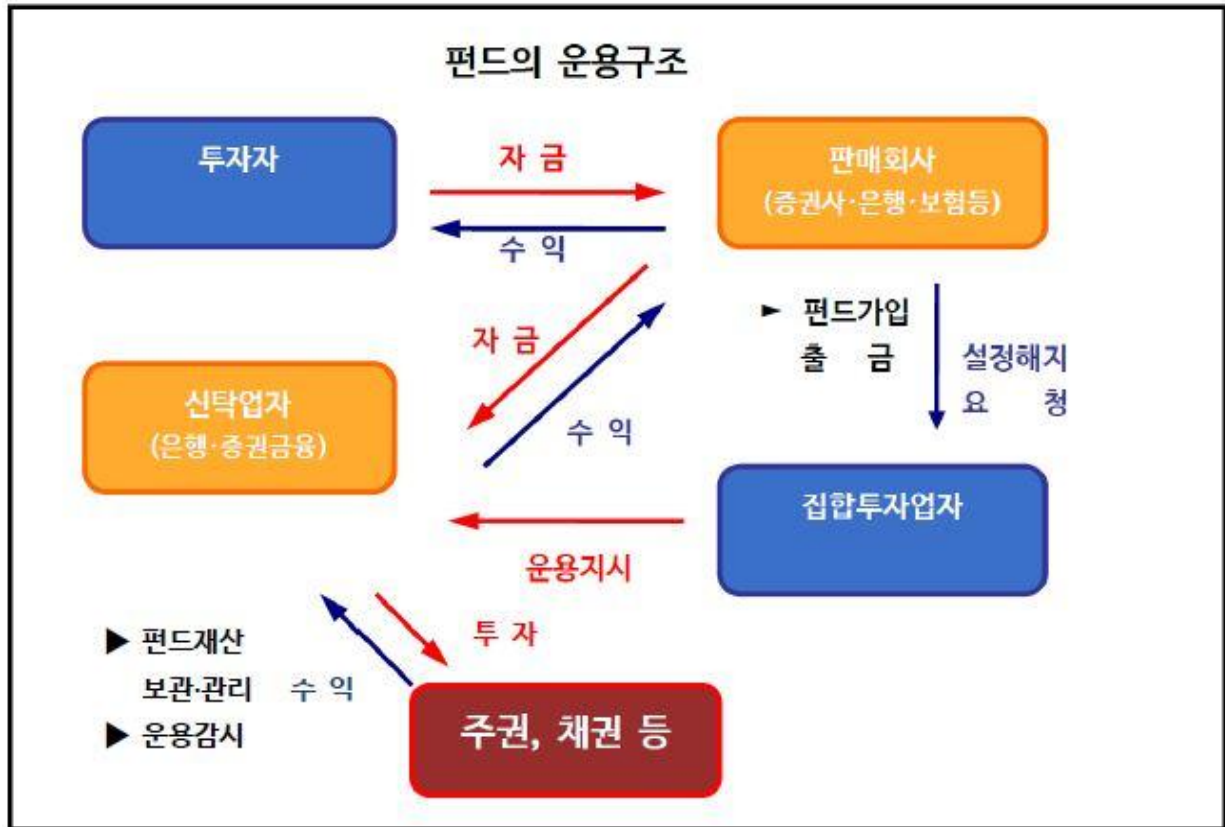 펀드의 운용구조
투자자
자 금
판매회사
(증권사·은행·보험등)
수 익
자 금
► 펀드가입
출 금
설정해지
요 청
신탁업자
(은행·증권금융)
수 익
집합투자업자
운용지시
▶ 펀드재산
보관·관리
▶ 운용감시
수 익
투 자
주권, 채권 등